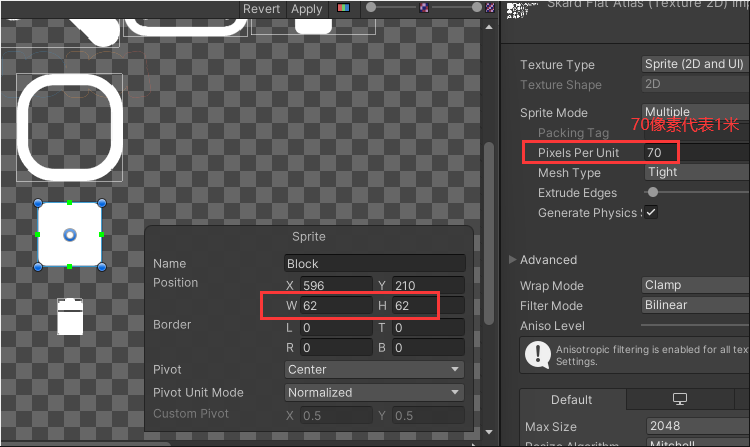 Revert Apply
Skard Flat Atlas (Texture 2D) Imp
Texture Type Sprite (2D and UI)
Texture Shape 2D
Sprite Mode Multiple
70像素代表1米
Packing Tag
Pixels Per Unit 70
Mesh Type Tight
Extrude Edges
Generate Physics S
Advanced
Wrap Mode Clamp
Filter Mode Bilinear
Aniso Level
Anisotropic filtering is enabled for all tex
Settings.
Default
Max Size 2048
Resize Algorithm Mitchell
Sprite
Name Block
Position X 596 Y 210
W 62 H 62
Border L 0 T 0
R 0 B 0
Pivot Center
Pivot Unit Mode Normalized
Custom Pivot X 0.5 Y 0.5